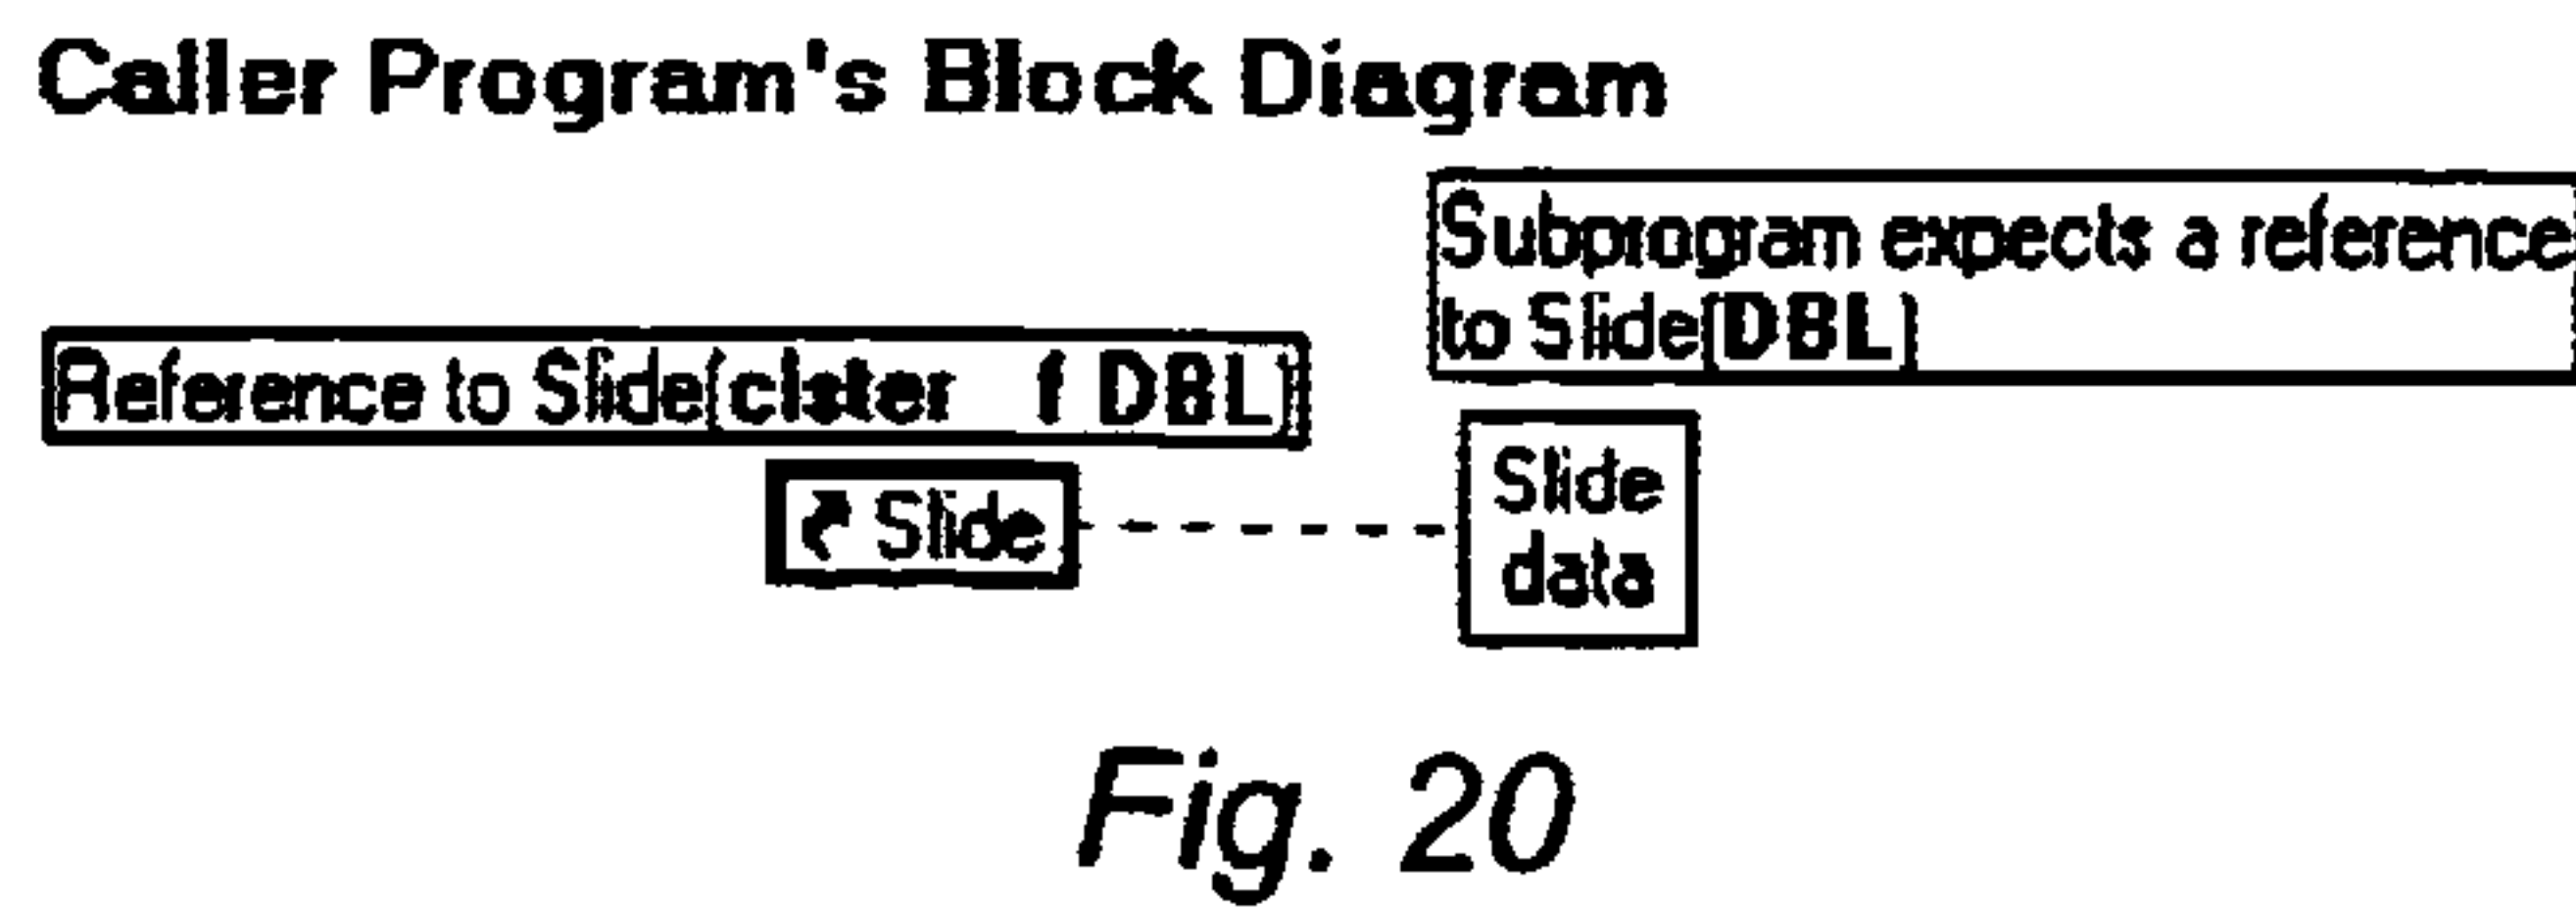 Caller Program's Block Diagram
Subprogram expects a reference
to Slide(DBL)
Reference to Slide(clster f DBL)
Slide
Slide
data
Fig. 20